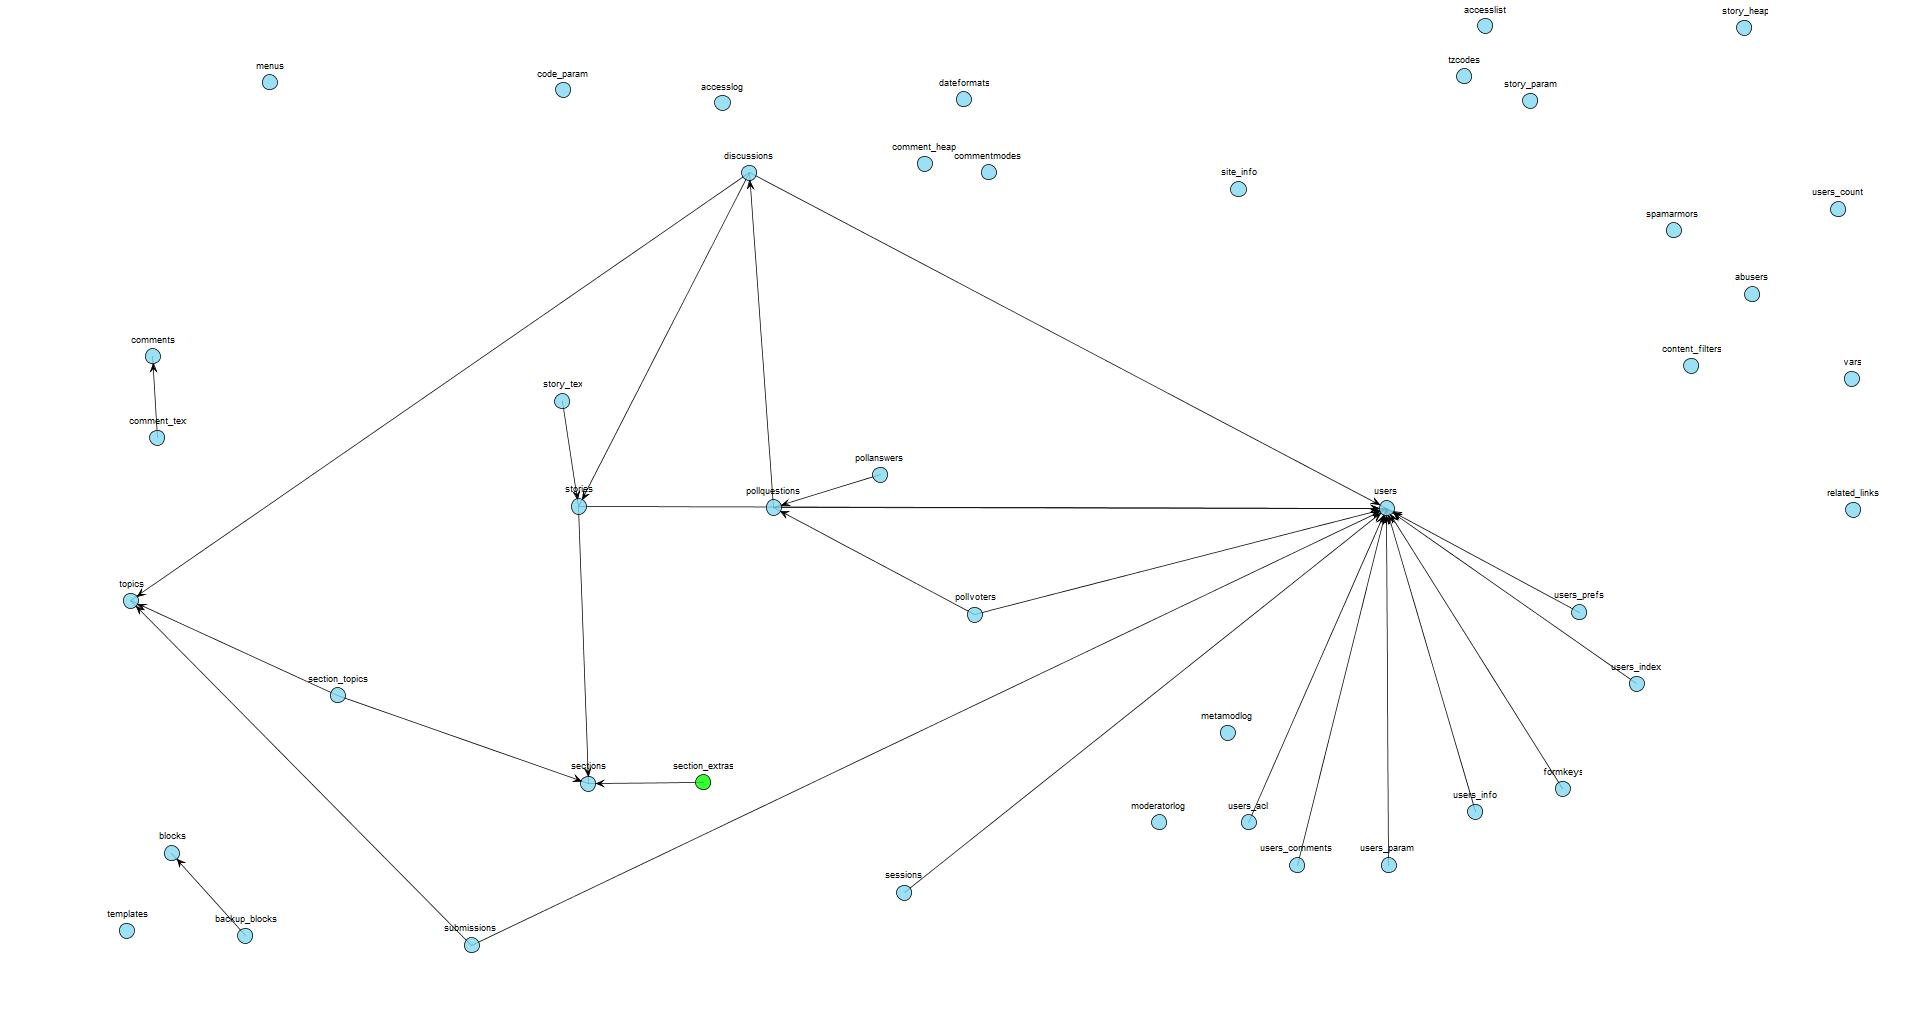 accesslist
story_heap
tzcodes
menus
code_param
story_param
accesslog
dateformats
comment_heap
commentmodes
discussions
site_info
users_count
spamarmors
abusers
comments
content_filters
vars
story_tex
comment_tex
pollanswers
stories
pollquestions
users
related_links
topics
pollvoters
users_prefs
users_index
section_topics
metamodlog
sections
section_extras
formkeys
users_info
moderatorlog
users_acl
blocks
users_comments
users_param
sessions
templates
backup_blocks
submissions